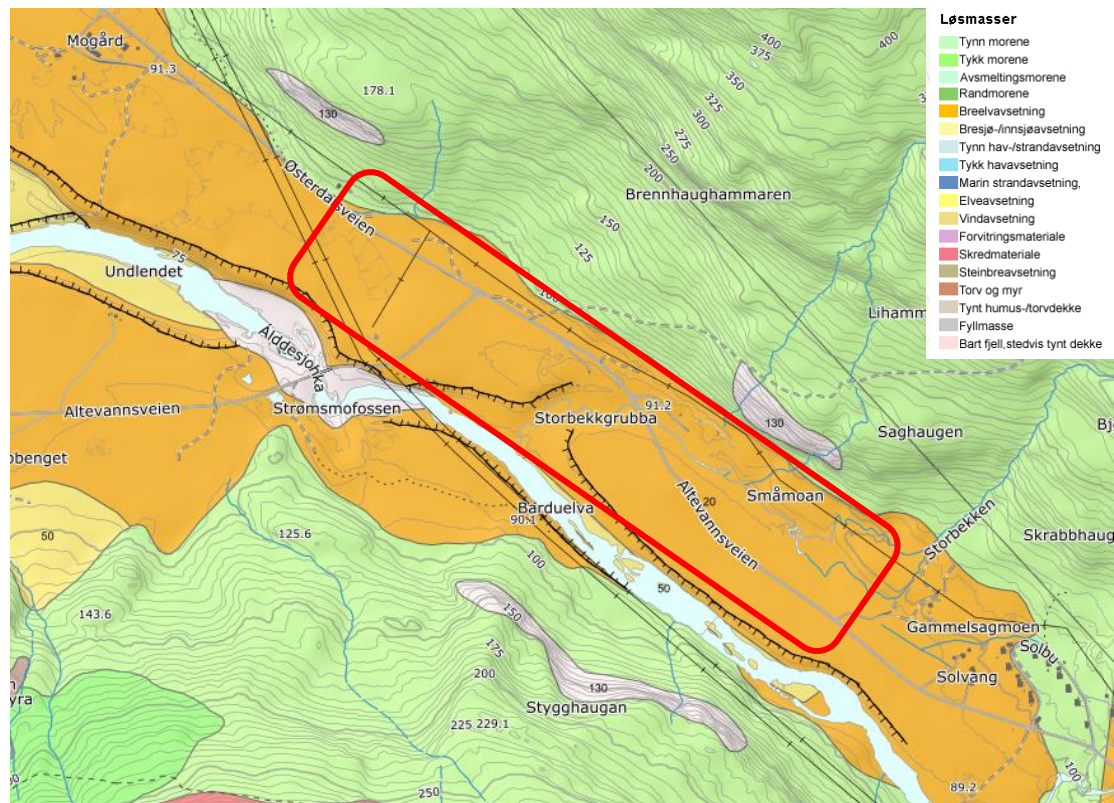 Løsmasser
Tynn morene
Tykk morene
Avsmeltingsmorene
Randmorene
Breelvavsetning
Bresjø-/innsjøavsetning
Tynn hav-/strandavsetning
Tykk havavsetning
Marin strandavsetning,
Elveavsetning
Vindavsetning
Forvitringsmateriale
Skredmateriale
Steinbreavsetning
Torv og myr
Tynt humus-/torvdekke
Fyllmasse
Bart fjell,stedvis tynt dekke
Mogård
91.3
178.1
130
400
375
350
325
300
275
250
200
400
Østerdalsveien
Brennhaughammaren
150
125
75
Undlendet
100
Álddesjohka
Altevannsveien
Strømsmofossen
Storbekkgrubba
91.2
130
Saghaugen
Småmoan
20
Altevannsveien
Barduelva
90.1
100
50
125.6
50
143.6
Storbekken
Gammelsagmoen
Solbu
Solvang
150
175
200
130
Stygghaugan
225 229.1
250
100
89.2